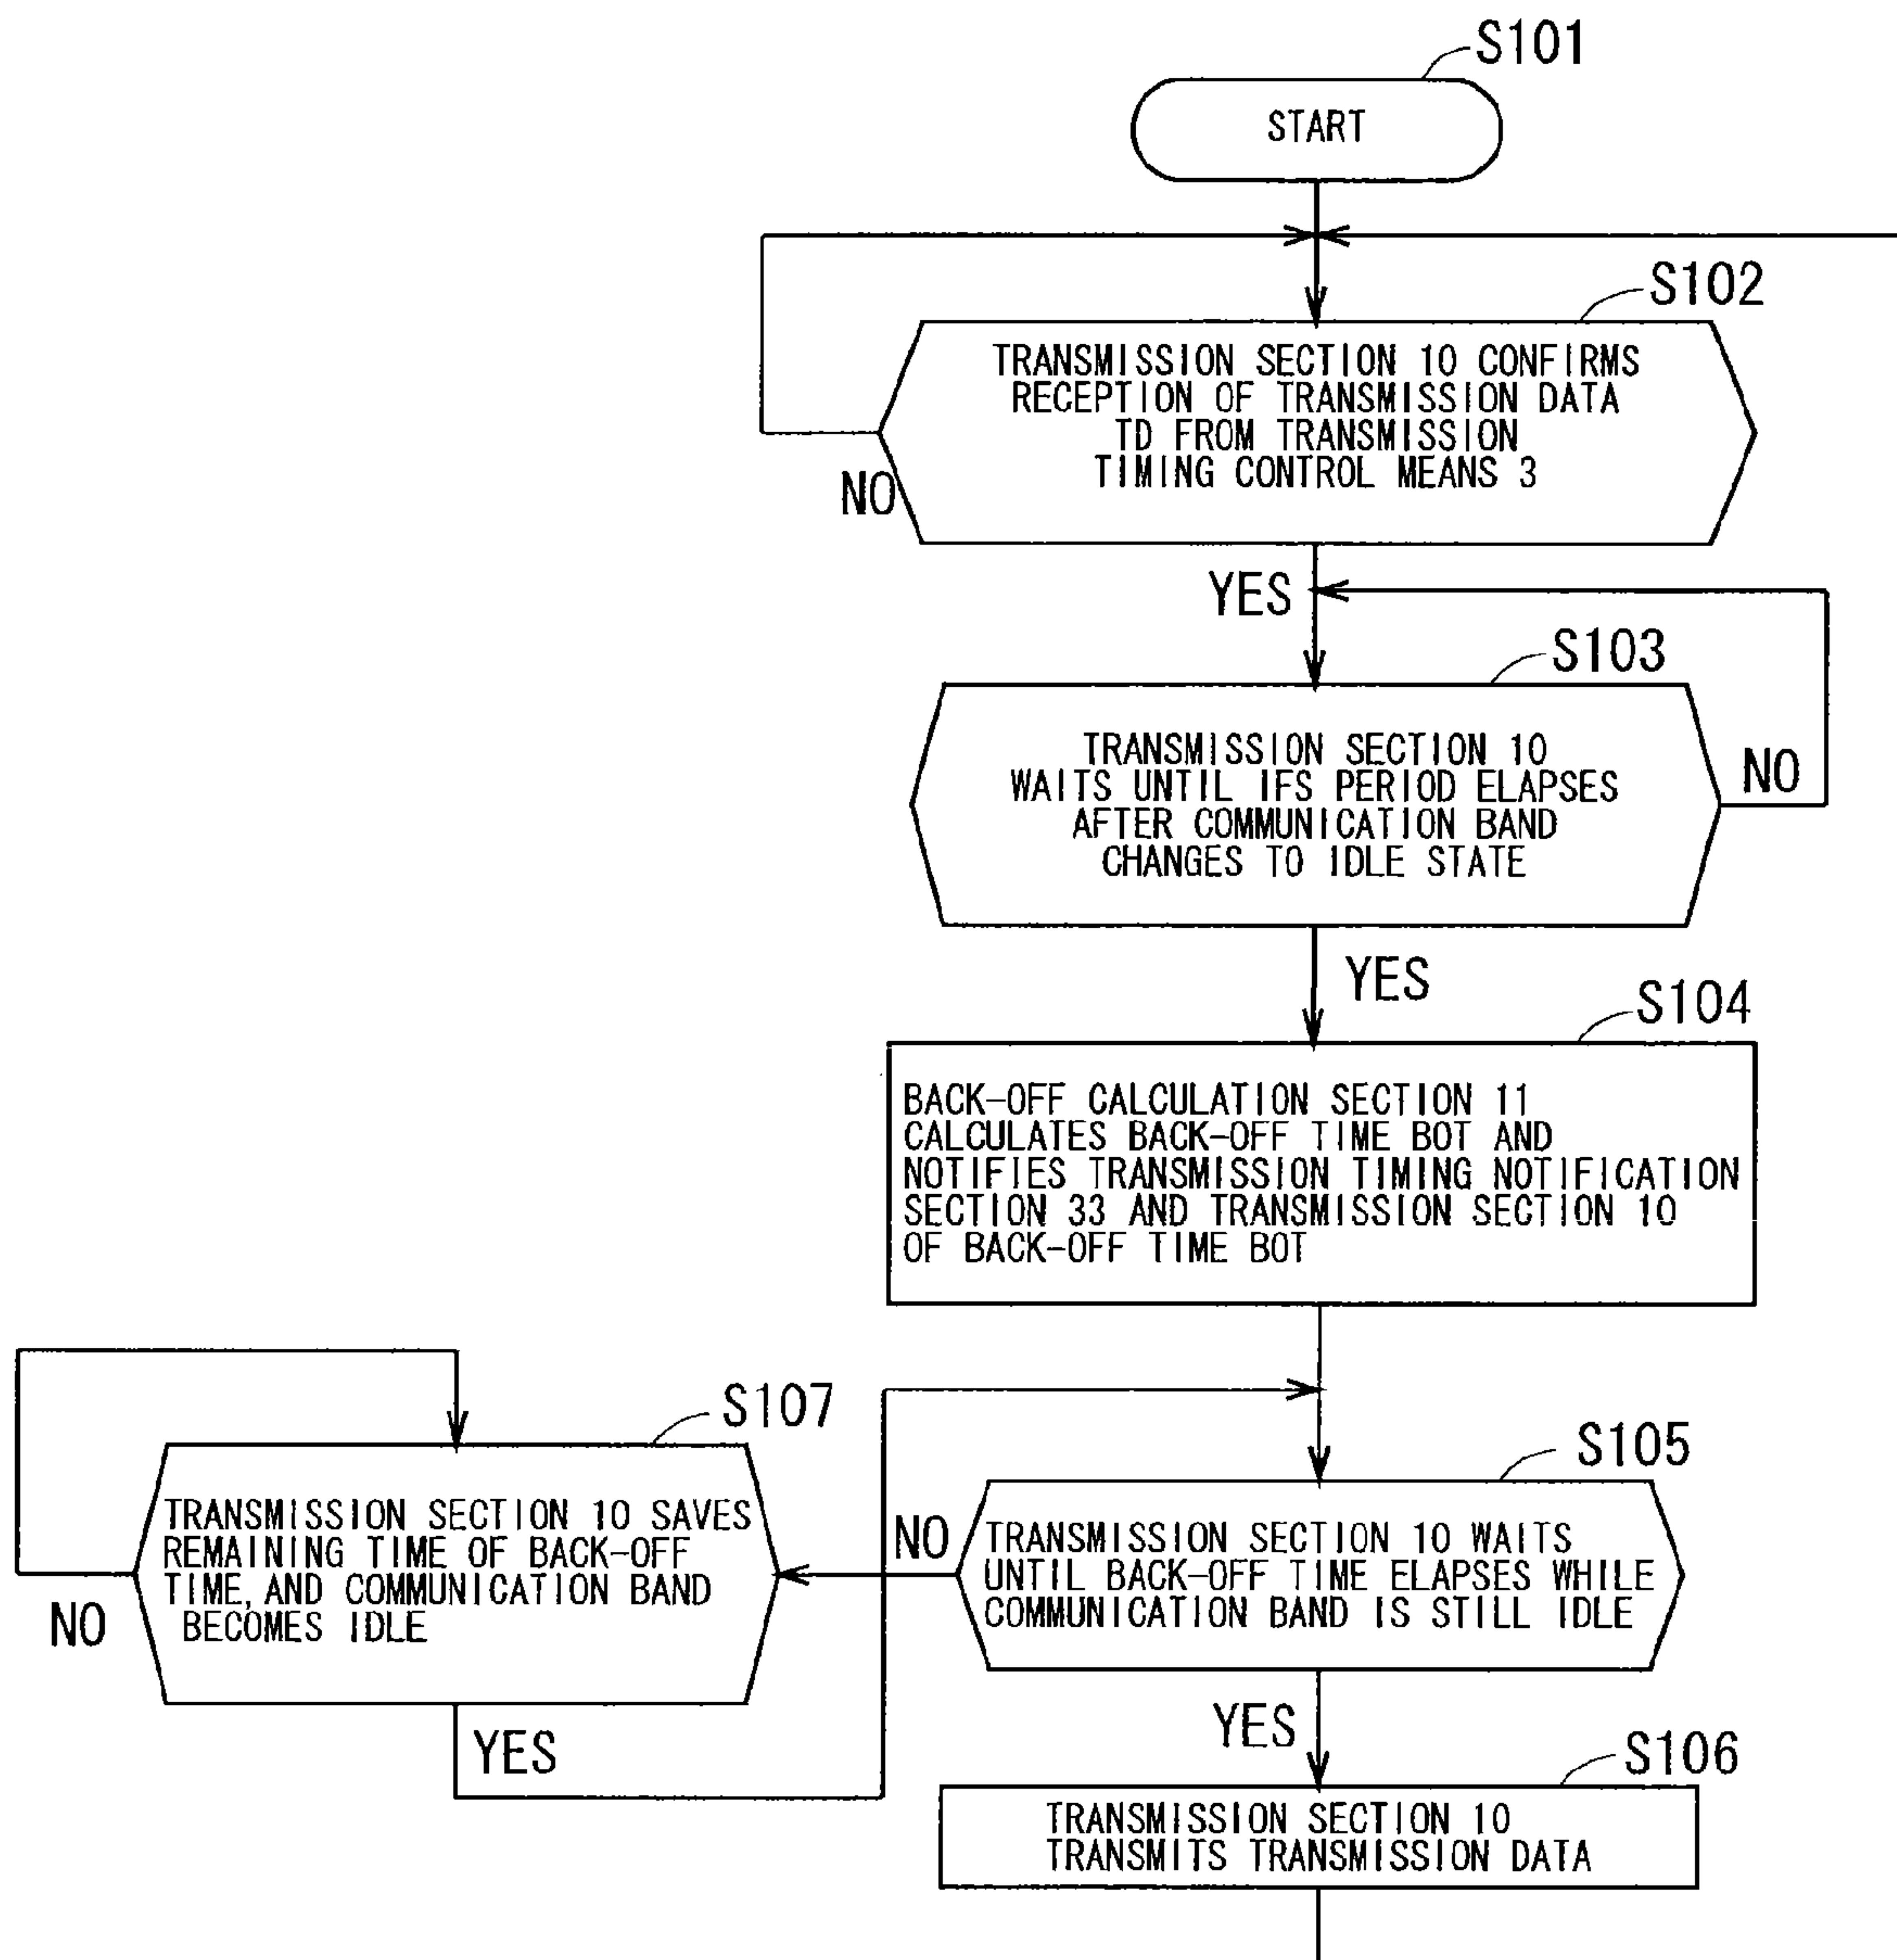 S101
START
S102
TRANSMISSION SECTION 10 CONFIRMS
RECEPTION OF TRANSMISSION DATA
TD FROM TRANSMISSION
TIMING CONTROL MEANS 3
NO
YES
S103
TRANSMISSION SECTION 10
WAITS UNTIL IFS PERIOD ELAPSES
AFTER COMMUNICATION BAND
CHANGES TO IDLE STATE
NO
YES
S104
BACK-OFF CALCULATION SECTION 11
CALCULATES BACK-OFF TIME BOT AND
NOTIFIES TRANSMISSION TIMING NOTIFICATION
SECTION 33 AND TRANSMISSION SECTION 10
OF BACK-OFF TIME BOT
S107
TRANSMISSION SECTION 10 SAVES
REMAINING TIME OF BACK-OFF
TIME, AND COMMUNICATION BAND
BECOMES IDLE
NO
YES
S105
NO
TRANSMISSION SECTION 10 WAITS
UNTIL BACK-OFF TIME ELAPSES WHILE
COMMUNICATION BAND IS STILL IDLE
YES
S106
TRANSMISSION SECTION 10
TRANSMITS TRANSMISSION DATA